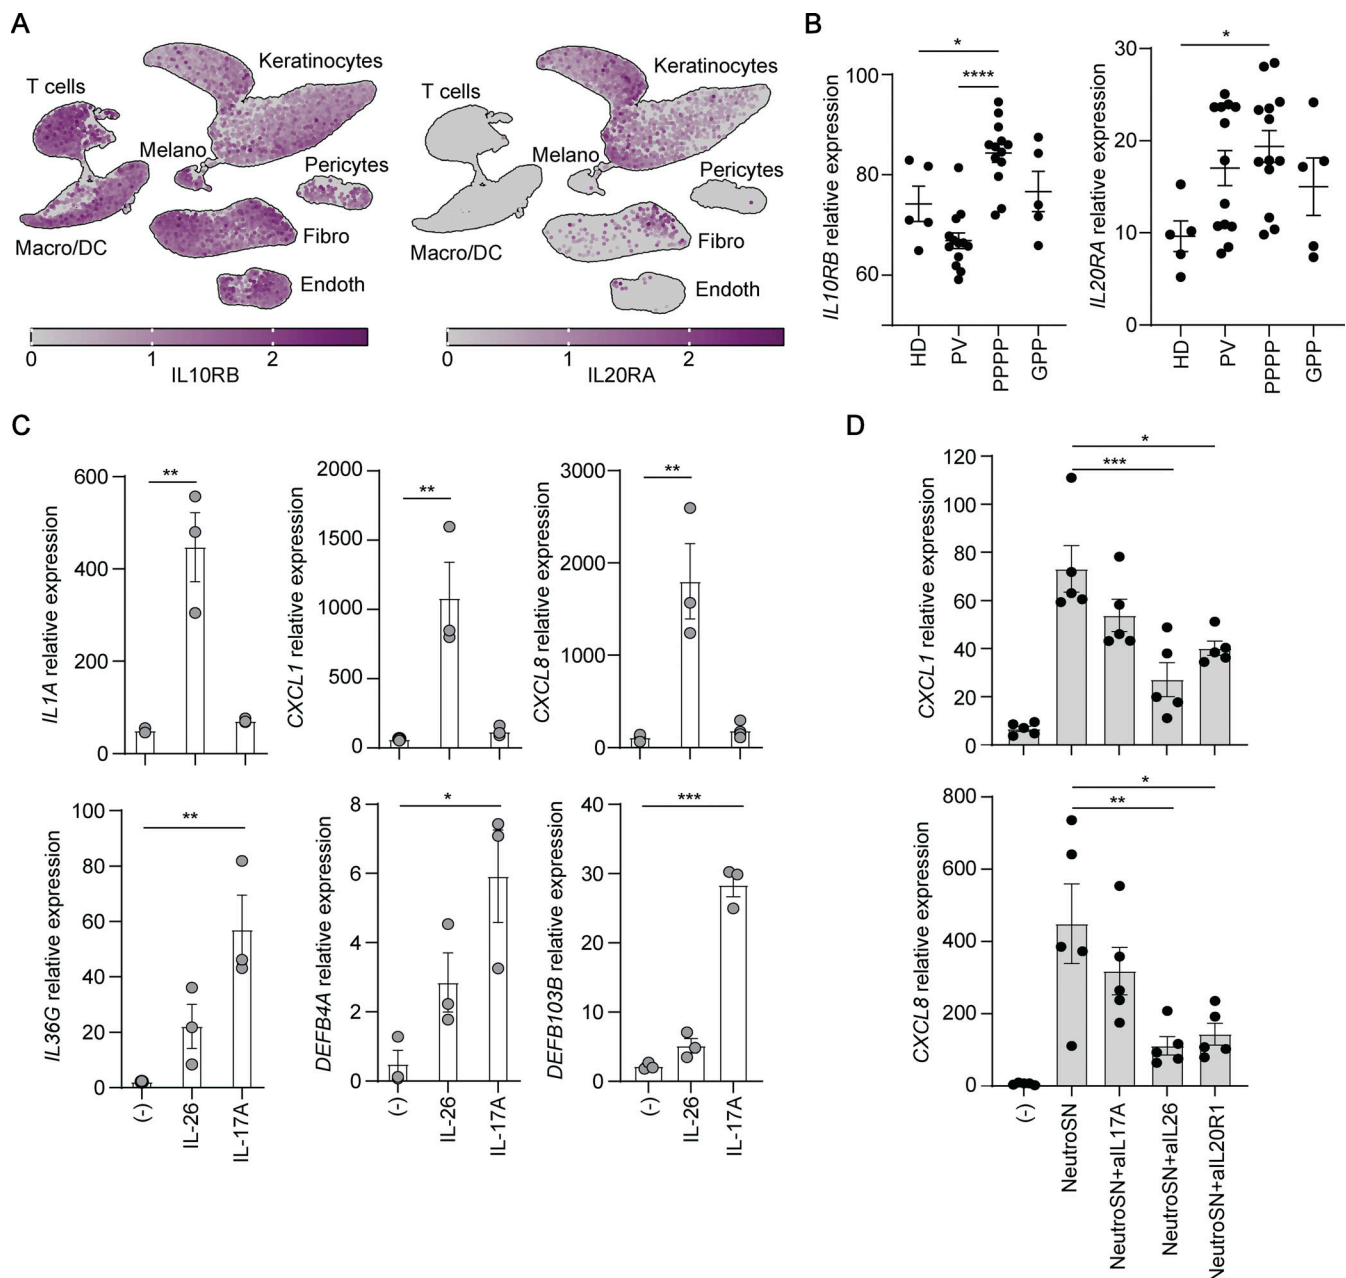 A
T cells
Keratinocytes
Melano
Pericytes
Macro/DC
Fibro
Endoth
0 1 2
IL10RB
T cells
Keratinocytes
Melano
Pericytes
Macro/DC
Fibro
Endoth
0 1 2
IL20RA
B
IL10RB relative expression
100
80
60
*
****
HD PV PPPP GPP
IL20RA relative expression
30
20
10
0
*
HD PV PPPP GPP
C
IL1A relative expression
600
400
200
0
**
CXCL1 relative expression
2000
1500
1000
500
0
**
CXCL8 relative expression
3000
2000
1000
0
**
IL36G relative expression
100
80
60
40
20
0
**
(-) IL-26 IL-17A
DEFB4A relative expression
8
6
4
2
0
*
(-) IL-26 IL-17A
DEFB103B relative expression
40
30
20
10
0
***
(-) IL-26 IL-17A
D
CXCL1 relative expression
120
100
80
60
40
20
0
*
***
CXCL8 relative expression
800
600
400
200
0
*
**
(-)
NeutroSN
NeutroSN+aIL17A
NeutroSN+aIL26
NeutroSN+aIL20R1